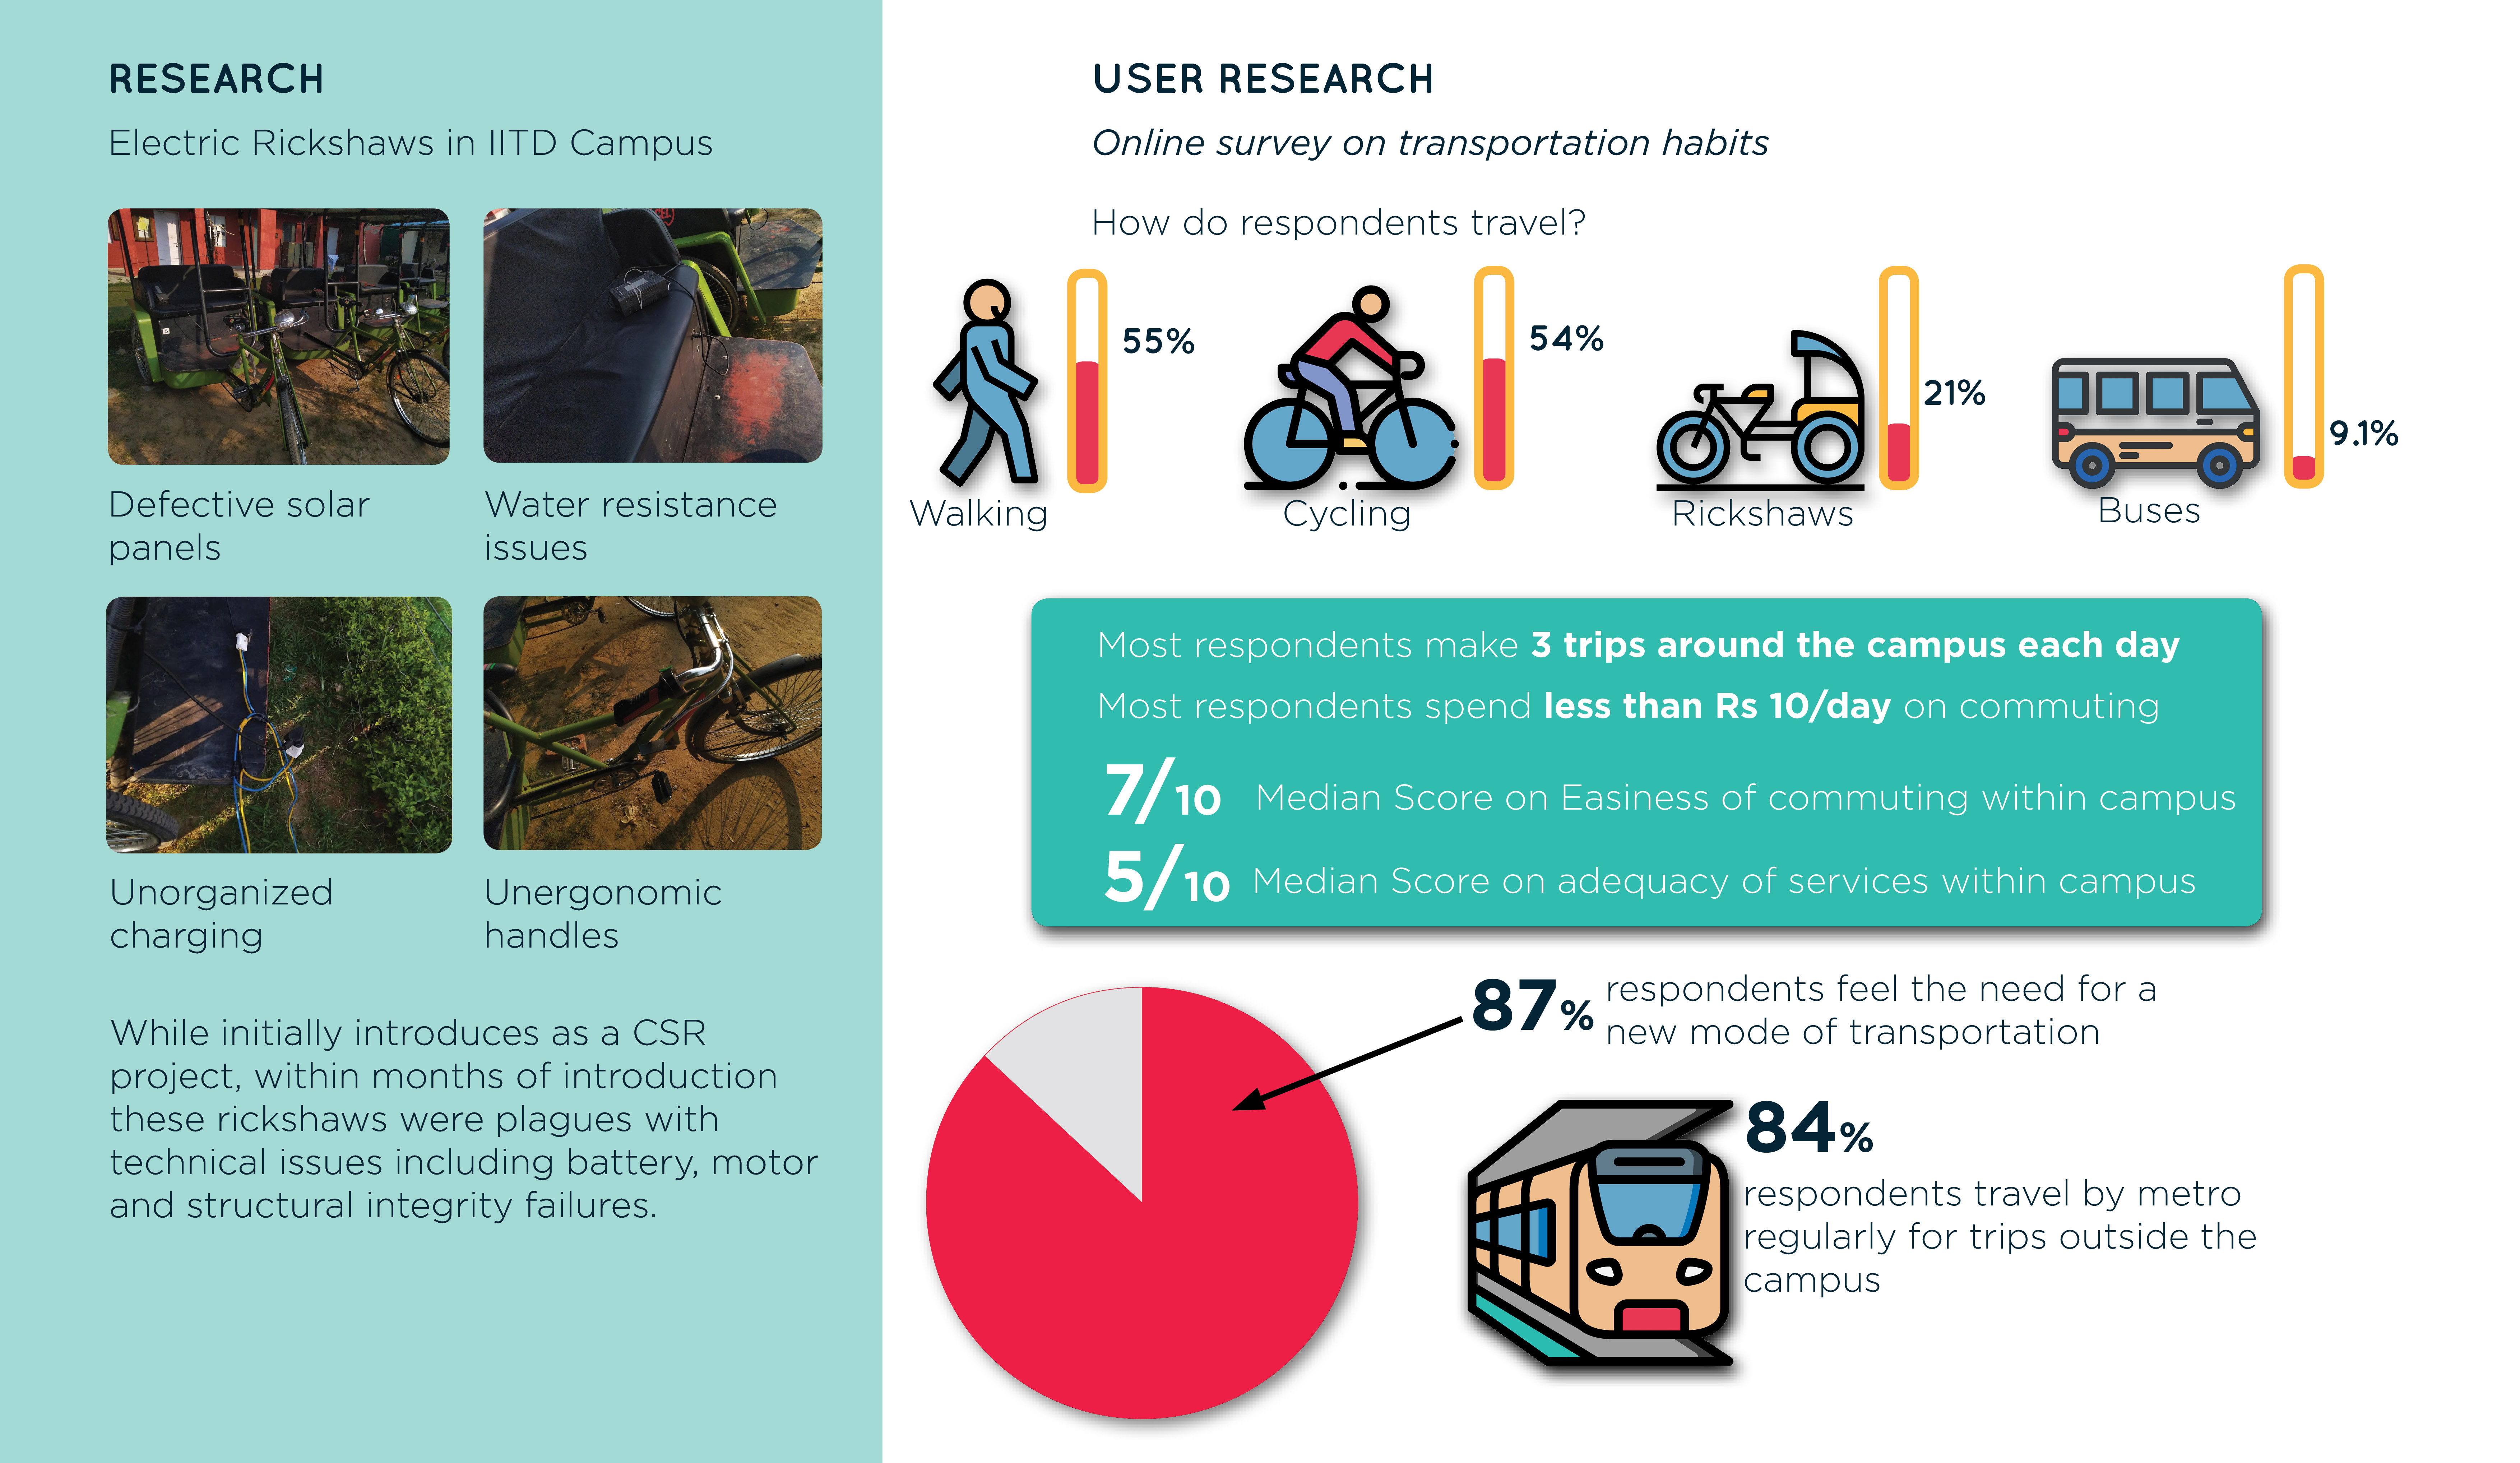 RESEARCH
Electric Rickshaws in IITD Campus
Defective solar
panels
Water resistance
issues
Unorganized
charging
Unergonomic
handles
While initially introduces as a CSR
project, within months of introduction
these rickshaws were plagues with
technical issues including battery, motor
and structural integrity failures.
USER RESEARCH
Online survey on transportation habits
How do respondents travel?
55%
Walking
54%
Cycling
21%
Rickshaws
9.1%
Buses
Most respondents make 3 trips around the campus each day
Most respondents spend less than Rs 10/day on commuting
7/10 Median Score on Easiness of commuting within campus
5/10 Median Score on adequacy of services within campus
87% respondents feel the need for a
new mode of transportation
84%
respondents travel by metro
regularly for trips outside the
campus